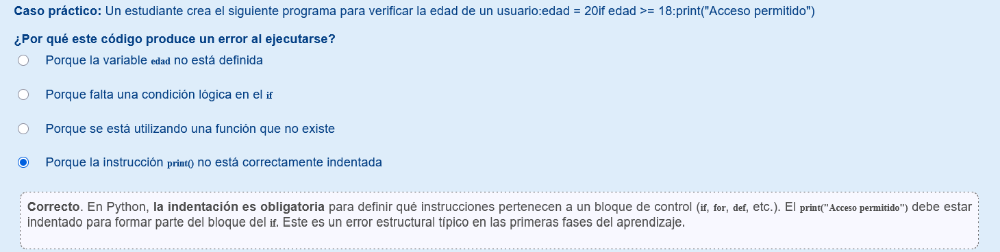 Caso práctico: Un estudiante crea el siguiente programa para verificar la edad de un usuario:edad = 20if edad >= 18:print("Acceso permitido")
¿Por qué este código produce un error al ejecutarse?
Porque la variable edad no está definida
Porque falta una condición lógica en el if
Porque se está utilizando una función que no existe
Porque la instrucción print() no está correctamente indentada
Correcto. En Python, la indentación es obligatoria para definir qué instrucciones pertenecen a un bloque de control (if, for, def, etc.). El print("Acceso permitido") debe estar
indentado para formar parte del bloque del if. Este es un error estructural típico en las primeras fases del aprendizaje.